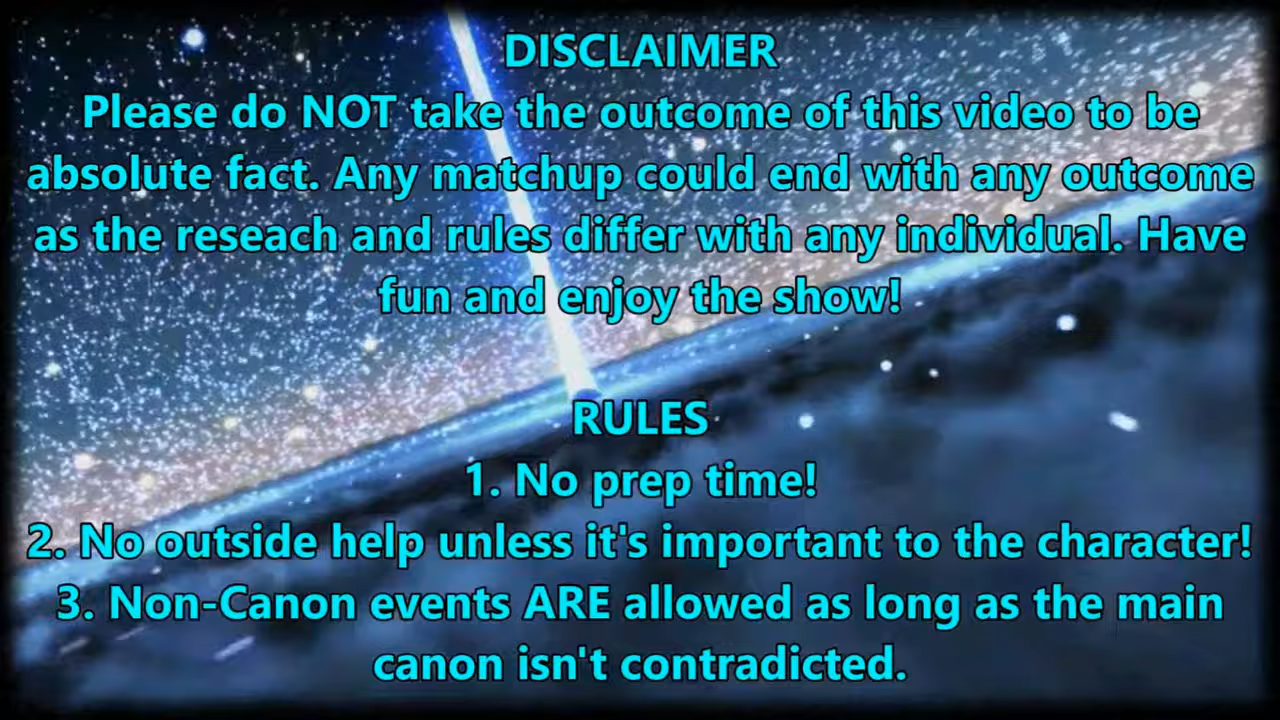 DISCLAIMER
Please do NOT take the outcome of this video to be
absolute fact. Any matchup could end with any outcome
as the reseach and rules differ with any individual. Have
fun and enjoy the show!
RULES
1. No prep time!
2. No outside help unless it's important to the character!
3. Non-Canon events ARE allowed as long as the main
canon isn't contradicted.